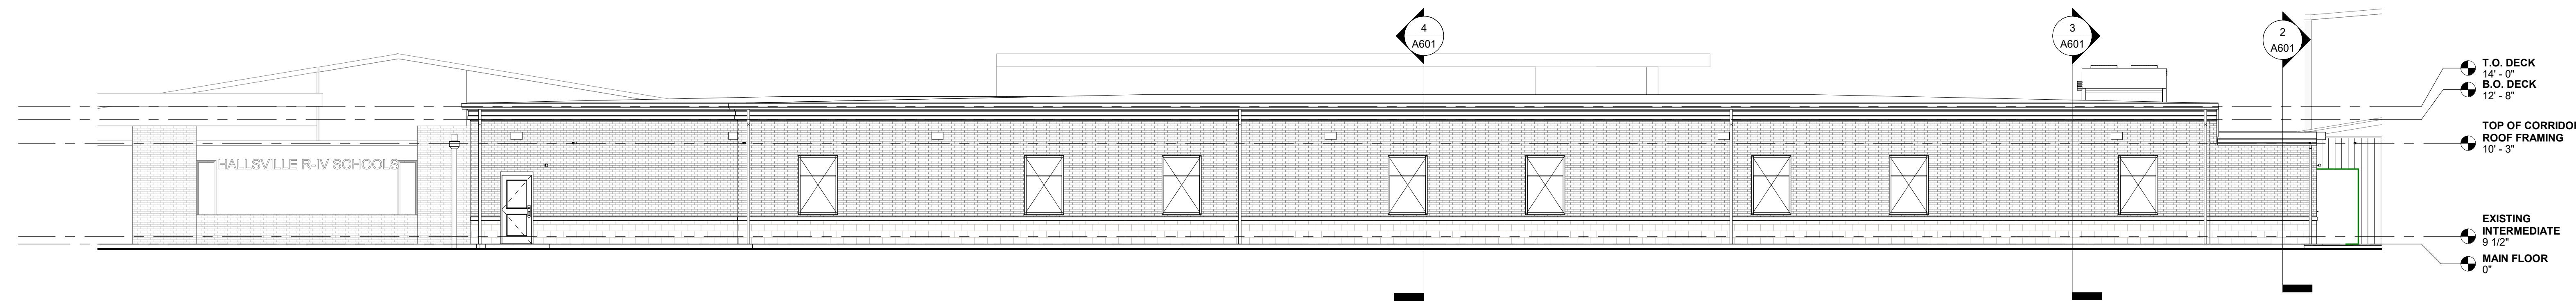 4
A601
3
A601
2
A601
T.O. DECK
14' - 0"
B.O. DECK
12' - 8"
TOP OF CORRIDOR
ROOF FRAMING
10' - 3"
HALLSVILLE R-IV SCHOOLS
EXISTING
INTERMEDIATE
9 1/2"
MAIN FLOOR
0"